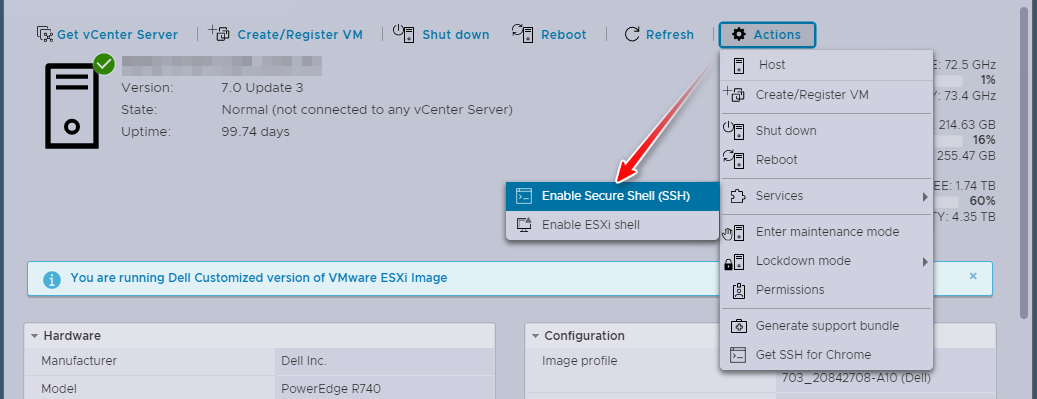 Get vCenter Server
Create/Register VM
Shut down
Reboot
Refresh
Actions
Version: 7.0 Update 3
State: Normal (not connected to any vCenter Server)
Uptime: 99.74 days
Host
Create/Register VM
Shut down
Reboot
Services
Enter maintenance mode
Lockdown mode
Permissions
Generate support bundle
Get SSH for Chrome
Enable Secure Shell (SSH)
Enable ESXi shell
E: 72.5 GHz
1%
Y: 73.4 GHz
: 214.63 GB
16%
255.47 GB
EE: 1.74 TB
60%
TY: 4.35 TB
You are running Dell Customized version of VMware ESXi Image
Hardware
Manufacturer Dell Inc.
Model PowerEdge R740
Configuration
Image profile
703_20842708-A10 (Dell)